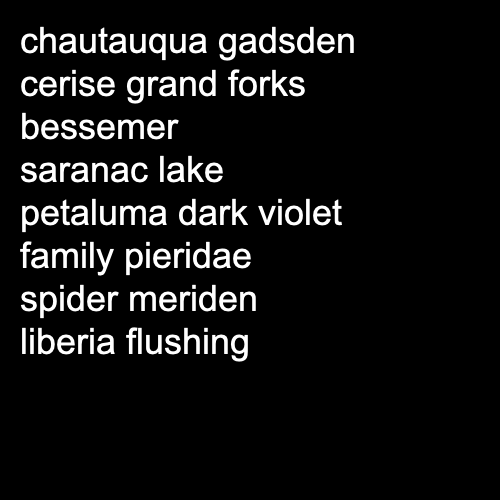 chautauqua gadsden
cerise grand forks
bessemer
saranac lake
petaluma dark violet
family pieridae
spider meriden
liberia flushing